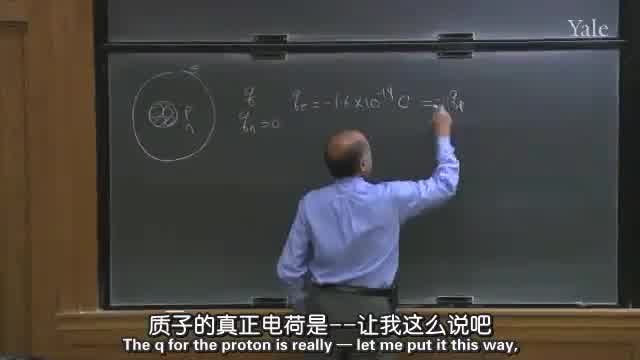 Yale
q q_e = -1.6 × 10^-19 C = -q_p
q_n = 0
p
n
质子的真正电荷是--让我这么说吧
The q for the proton is really — let me put it this way,